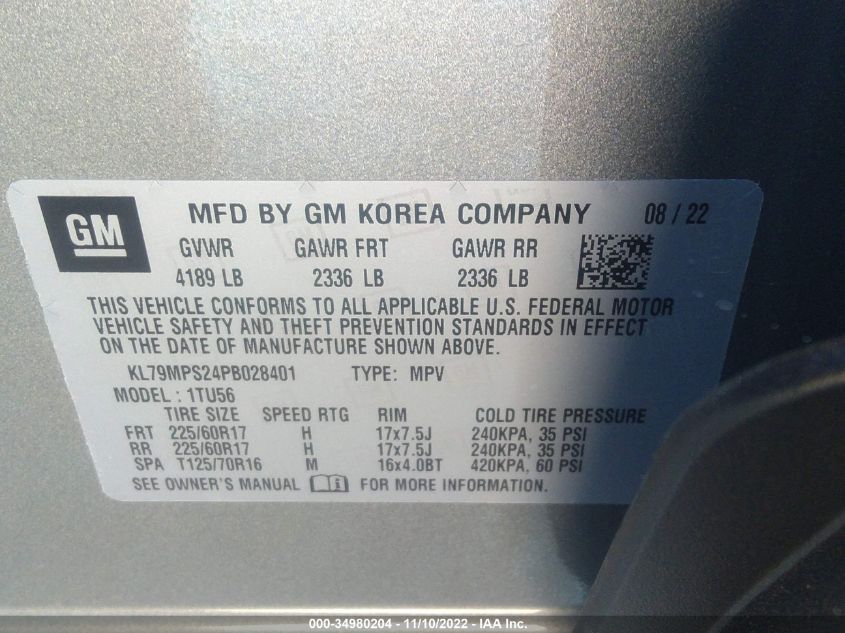 GM
MFD BY GM KOREA COMPANY 08 / 22
GVWR GAWR FRT GAWR RR
4189 LB 2336 LB 2336 LB
THIS VEHICLE CONFORMS TO ALL APPLICABLE U.S. FEDERAL MOTOR
VEHICLE SAFETY AND THEFT PREVENTION STANDARDS IN EFFECT
ON THE DATE OF MANUFACTURE SHOWN ABOVE.
KL79MPS24PB028401 TYPE: MPV
MODEL : 1TU56
TIRE SIZE SPEED RTG RIM COLD TIRE PRESSURE
FRT 225/60R17 H 17x7.5J 240KPA, 35 PSI
RR 225/60R17 H 17x7.5J 240KPA, 35 PSI
SPA T125/70R16 M 16x4.0BT 420KPA, 60 PSI
SEE OWNER'S MANUAL FOR MORE INFORMATION.
000-34980204 - 11/10/2022 - IAA Inc.